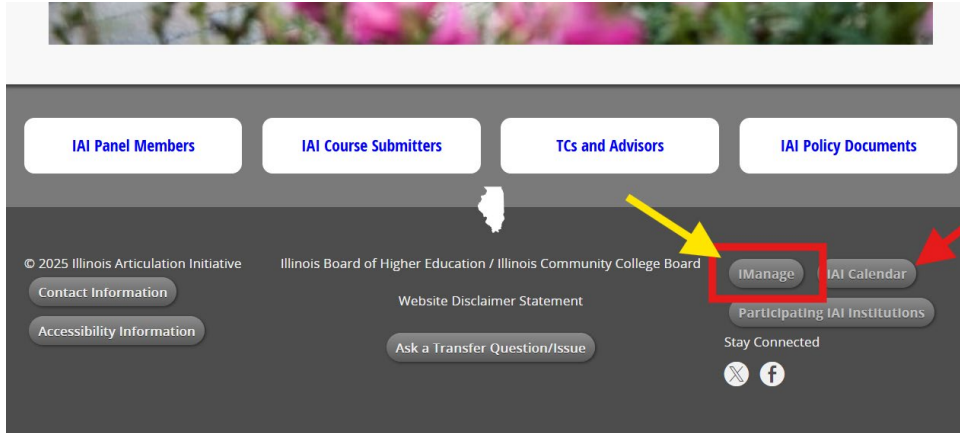 IAI Panel Members
IAI Course Submitters
TCs and Advisors
IAI Policy Documents
© 2025 Illinois Articulation Initiative
Contact Information
Accessibility Information
Illinois Board of Higher Education / Illinois Community College Board
Website Disclaimer Statement
Ask a Transfer Question/Issue
IManage
IAI Calendar
Participating IAI Institutions
Stay Connected